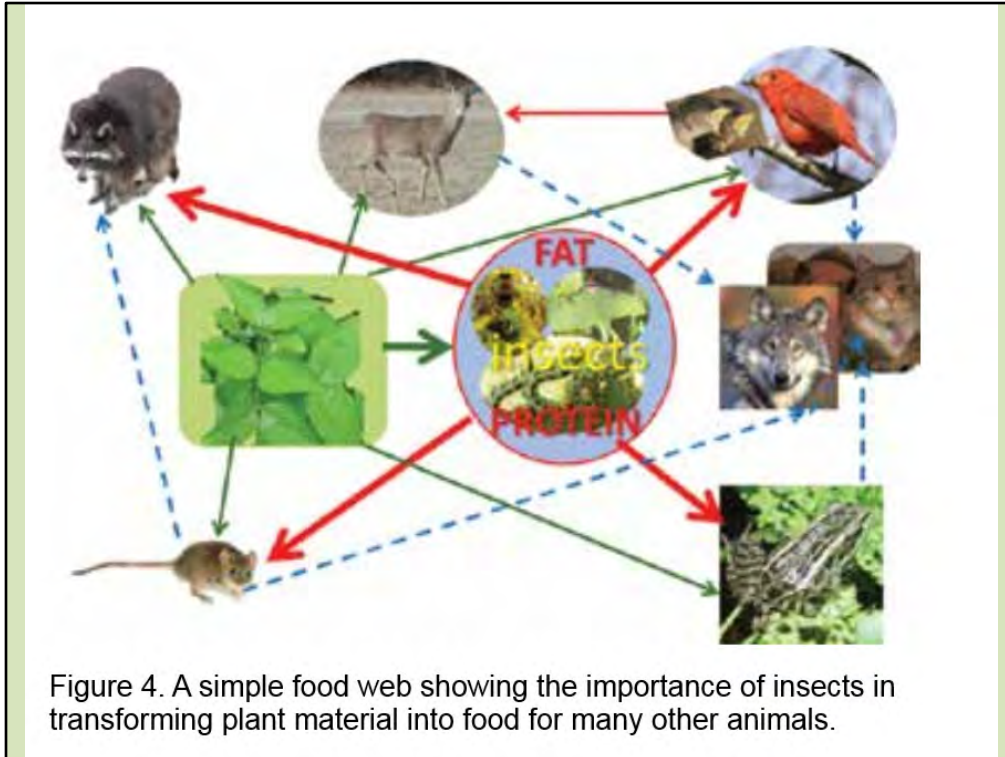 FAT
insects
PROTEIN
Figure 4. A simple food web showing the importance of insects in
transforming plant material into food for many other animals.